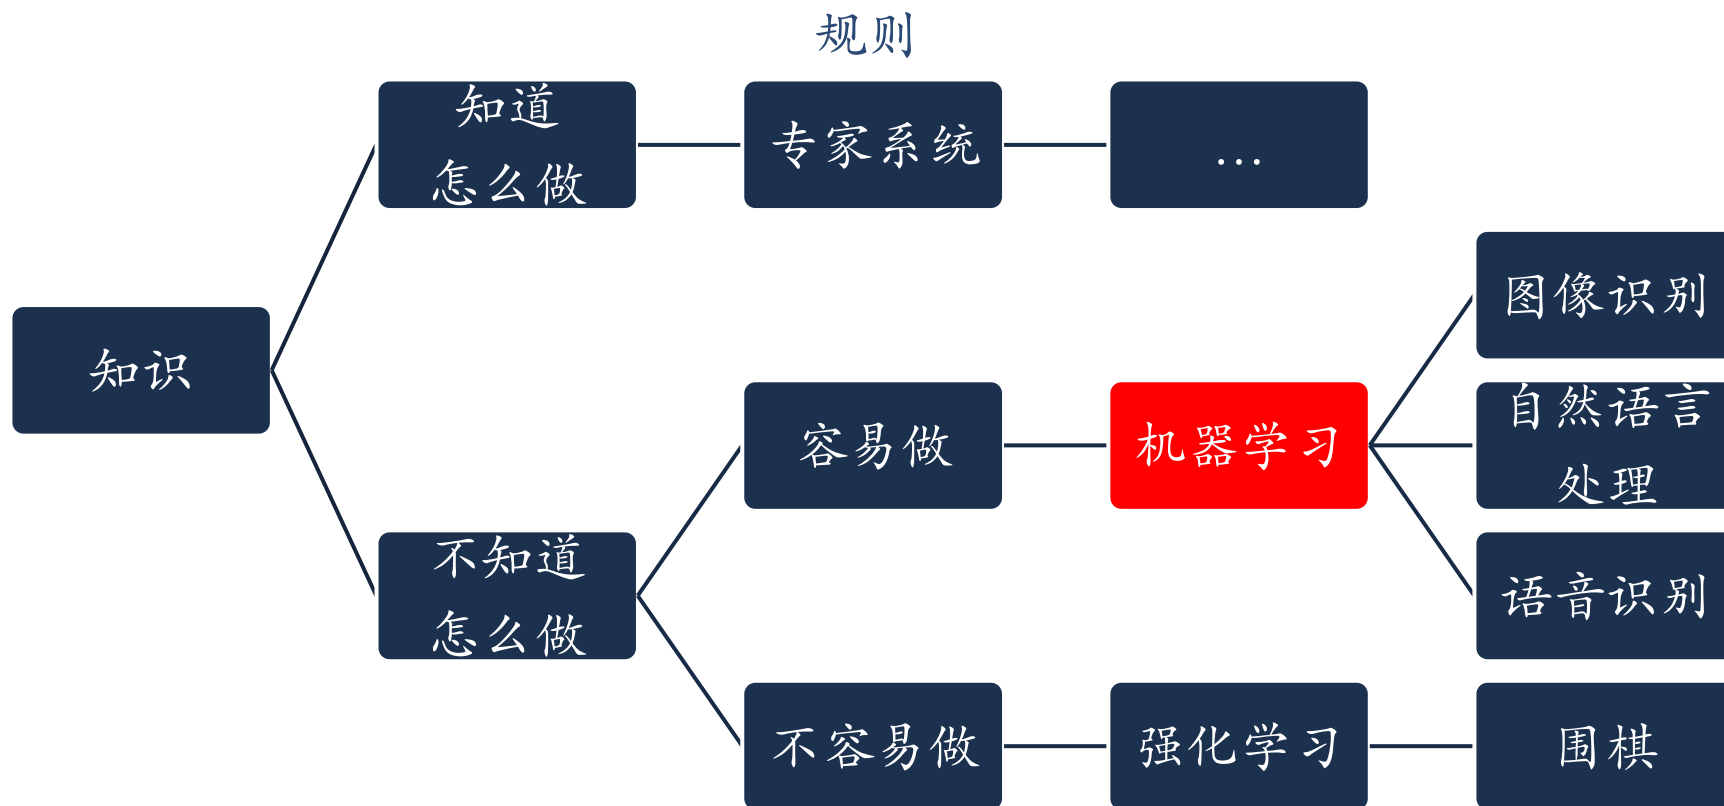 规则
知识
知道
怎么做
专家系统
...
不知道
怎么做
容易做
机器学习
图像识别
自然语言
处理
语音识别
不容易做
强化学习
围棋